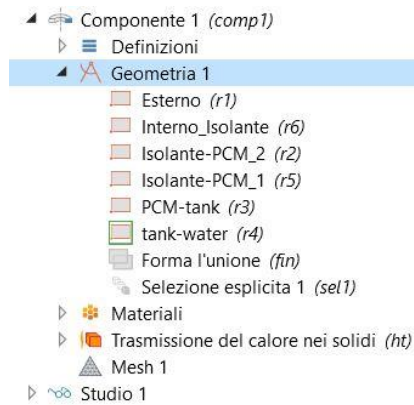 Componente 1 (comp1)
Definizioni
Geometria 1
Esterno (r1)
Interno_Isolante (r6)
Isolante-PCM_2 (r2)
Isolante-PCM_1 (r5)
PCM-tank (r3)
tank-water (r4)
Forma l'unione (fin)
Selezione esplicita 1 (sel1)
Materiali
Trasmissione del calore nei solidi (ht)
Mesh 1
Studio 1